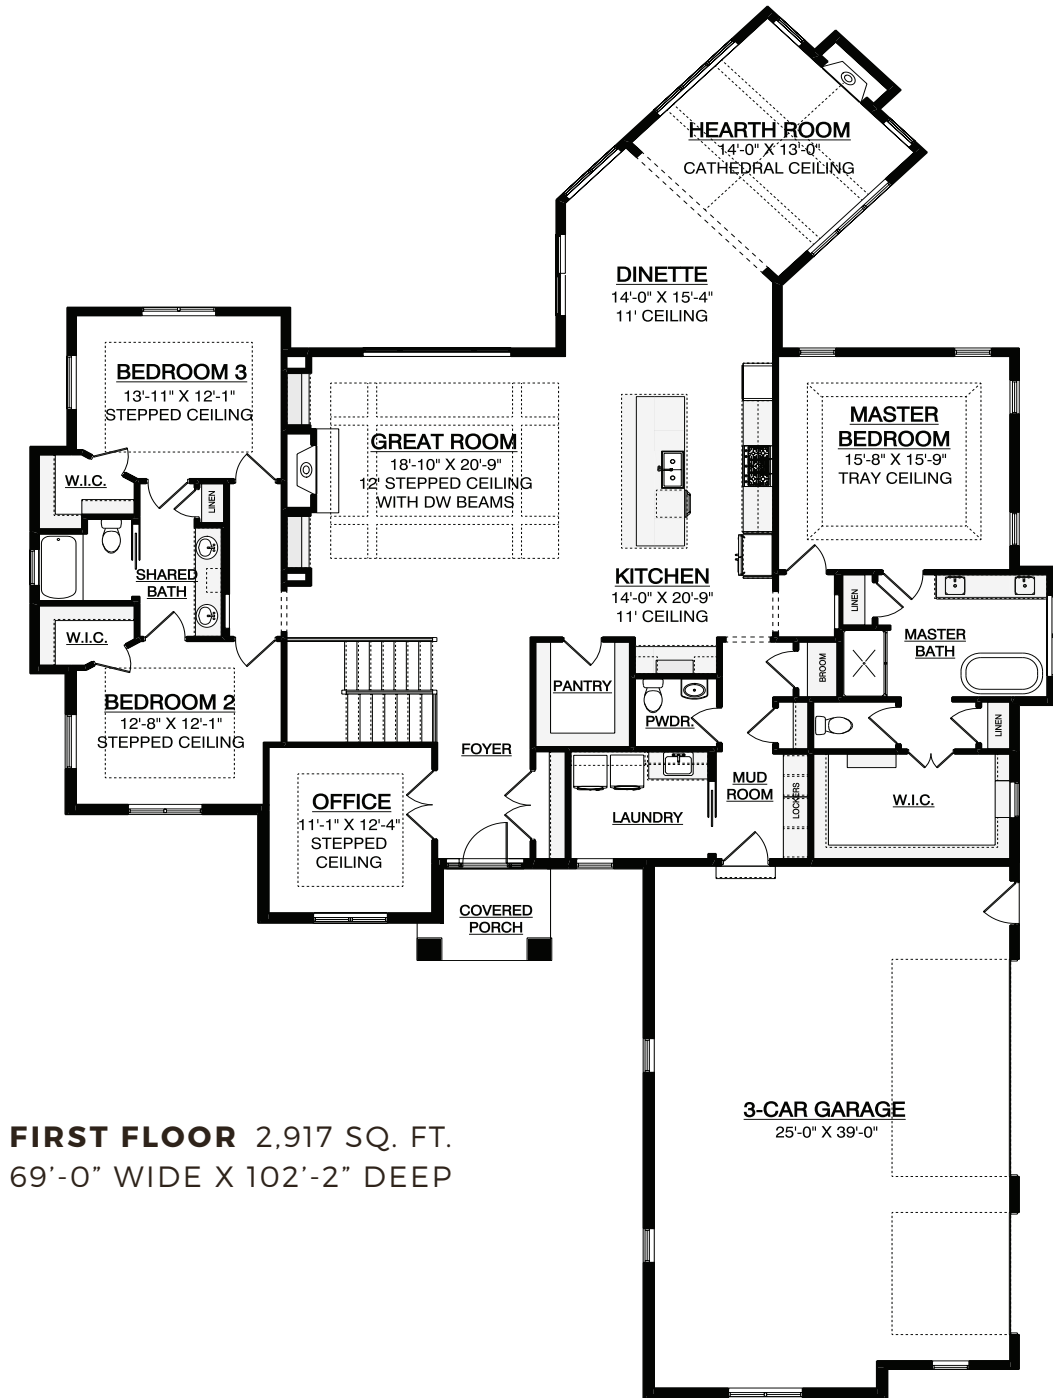 HEARTH ROOM
14'-0" X 13'-0"
CATHEDRAL CEILING
DINETTE
14'-0" X 15'-4"
11' CEILING
BEDROOM 3
13'-11" X 12'-1"
STEPPED CEILING
GREAT ROOM
18'-10" X 20'-9"
12' STEPPED CEILING
WITH DW BEAMS
MASTER
BEDROOM
15'-8" X 15'-9"
TRAY CEILING
W.I.C.
LINEN
SHARED
BATH
KITCHEN
14'-0" X 20'-9"
11' CEILING
LINEN
MASTER
BATH
W.I.C.
BEDROOM 2
12'-8" X 12'-1"
STEPPED CEILING
PANTRY
BROOM
PWDR.
LINEN
FOYER
OFFICE
11'-1" X 12'-4"
STEPPED
CEILING
MUD
ROOM
LOCKERS
W.I.C.
LAUNDRY
COVERED
PORCH
3-CAR GARAGE
25'-0" X 39'-0"
FIRST FLOOR 2,917 SQ. FT.
69’-0” WIDE X 102’-2” DEEP